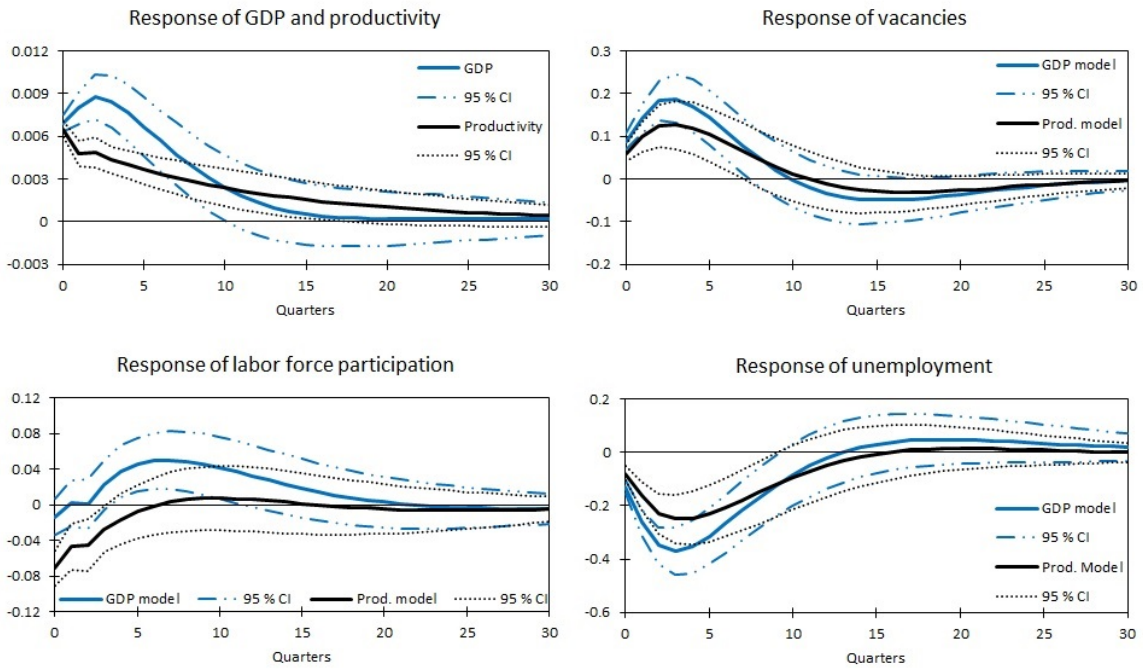 Response of GDP and productivity
0.012
0.009
0.006
0.003
0
-0.003
0 5 10 15 20 25 30
Quarters
GDP
95 % CI
Productivity
95 % CI
Response of vacancies
0.3
0.2
0.1
0
-0.1
-0.2
0 5 10 15 20 25 30
Quarters
GDP model
95 % CI
Prod. model
95 % CI
Response of labor force participation
0.12
0.08
0.04
0
-0.04
-0.08
-0.12
0 5 10 15 20 25 30
Quarters
GDP model 95 % CI Prod. model 95 % CI
Response of unemployment
0.2
0
-0.2
-0.4
-0.6
0 5 10 15 20 25 30
Quarters
GDP model
95 % CI
Prod. Model
95 % CI